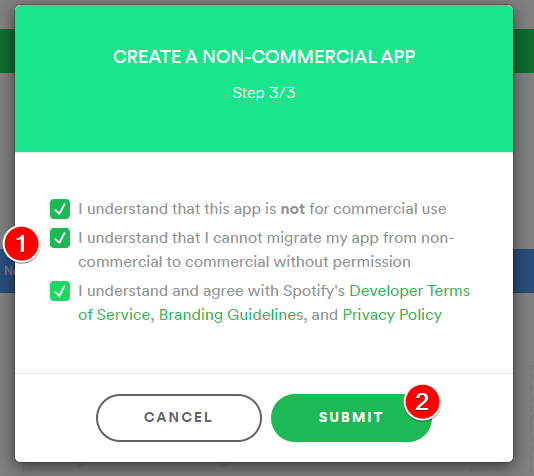 CREATE A NON-COMMERCIAL APP
Step 3/3
I understand that this app is not for commercial use
1
I understand that I cannot migrate my app from non-
commercial to commercial without permission
I understand and agree with Spotify's Developer Terms
of Service, Branding Guidelines, and Privacy Policy
CANCEL
SUBMIT
2